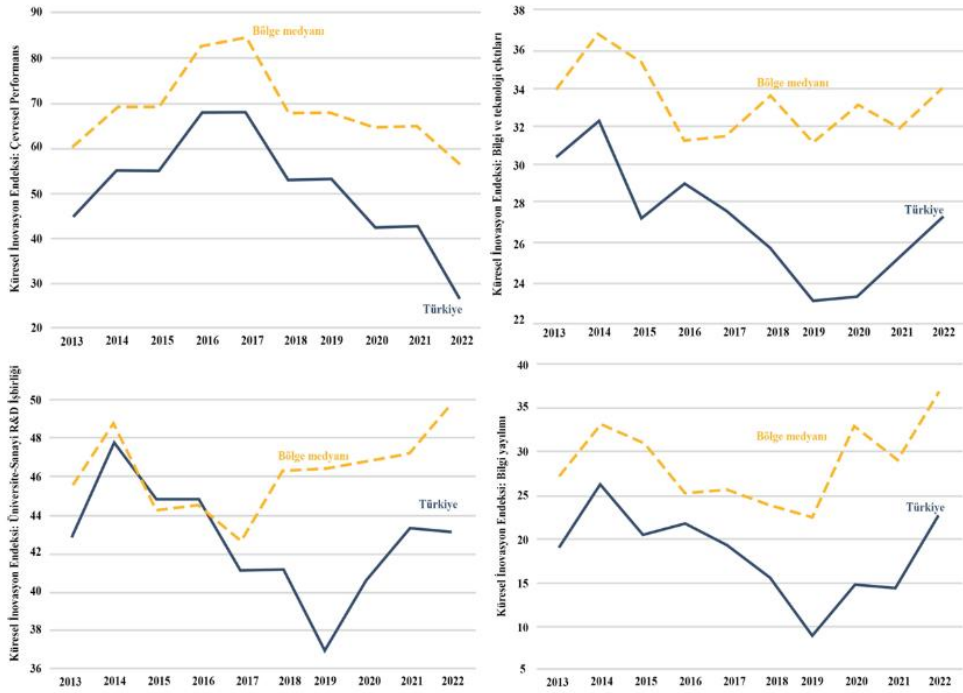 Küresel İnovasyon Endeksi: Çevresel Performans
90
80
70
60
50
40
30
20
Bölge medyanı
Türkiye
2013 2014 2015 2016 2017 2018 2019 2020 2021 2022
Küresel İnovasyon Endeksi: Bilgi ve teknoloji çıktıları
38
36
34
32
30
28
26
24
22
Bölge medyanı
Türkiye
2013 2014 2015 2016 2017 2018 2019 2020 2021 2022
Küresel İnovasyon Endeksi: Üniversite-Sanayi R&D İşbirliği
50
48
46
44
42
40
38
36
Bölge medyanı
Türkiye
2013 2014 2015 2016 2017 2018 2019 2020 2021 2022
Küresel İnovasyon Endeksi: Bilgi yayılımı
40
35
30
25
20
15
10
5
Bölge medyanı
Türkiye
2013 2014 2015 2016 2017 2018 2019 2020 2021 2022